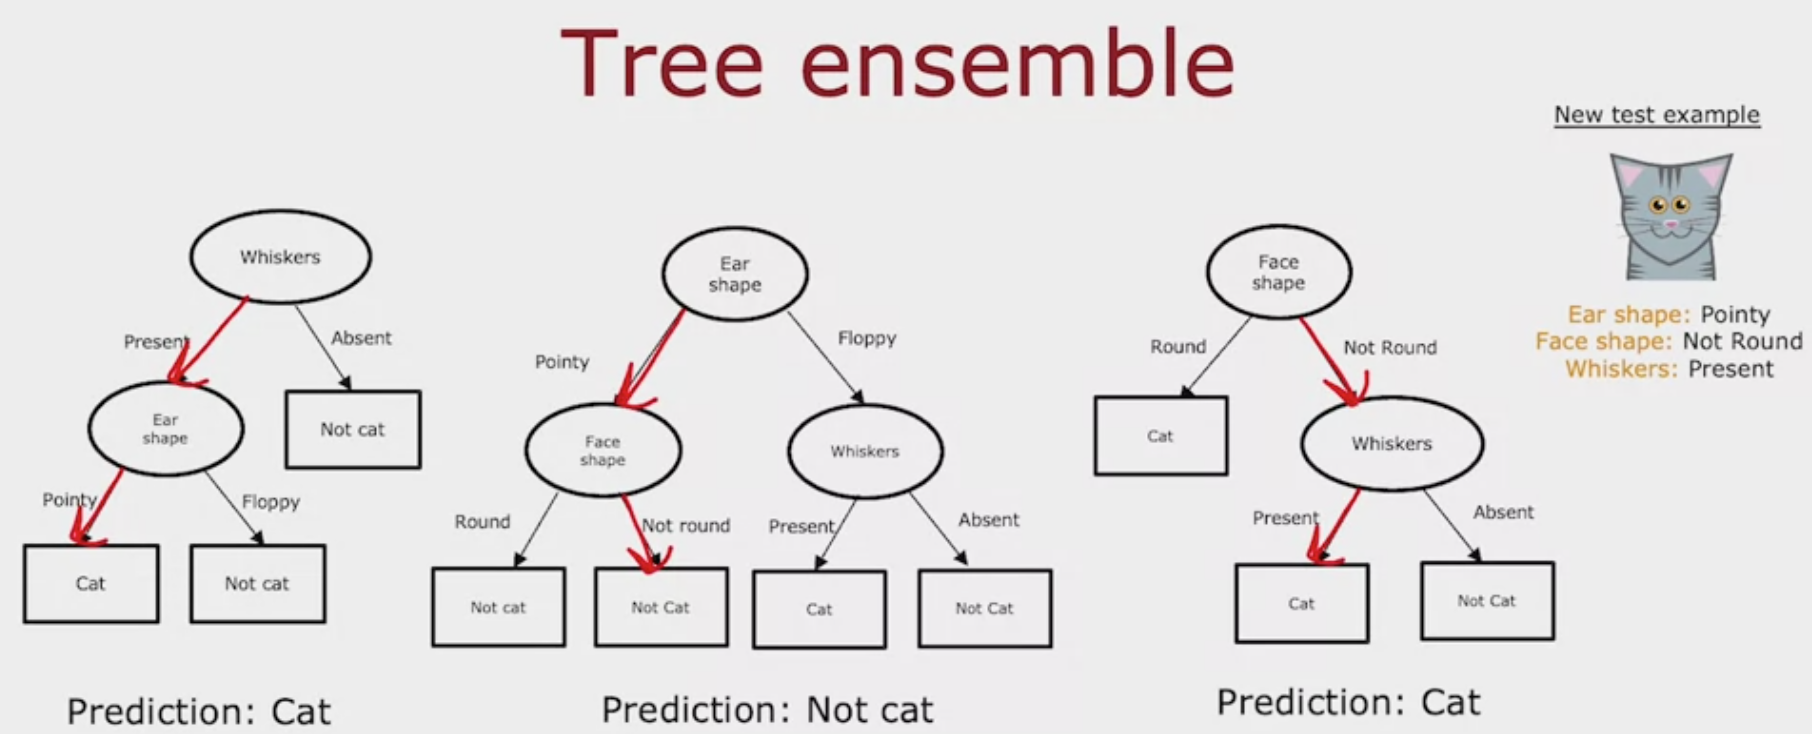 Tree ensemble
New test example
Ear shape: Pointy
Face shape: Not Round
Whiskers: Present
Whiskers
Present
Absent
Ear
shape
Not cat
Pointy
Floppy
Cat
Not cat
Prediction: Cat
Ear
shape
Pointy
Floppy
Face
shape
Whiskers
Round
Not round
Present
Absent
Not cat
Not Cat
Cat
Not Cat
Prediction: Not cat
Face
shape
Round
Not Round
Cat
Whiskers
Present
Absent
Cat
Not Cat
Prediction: Cat